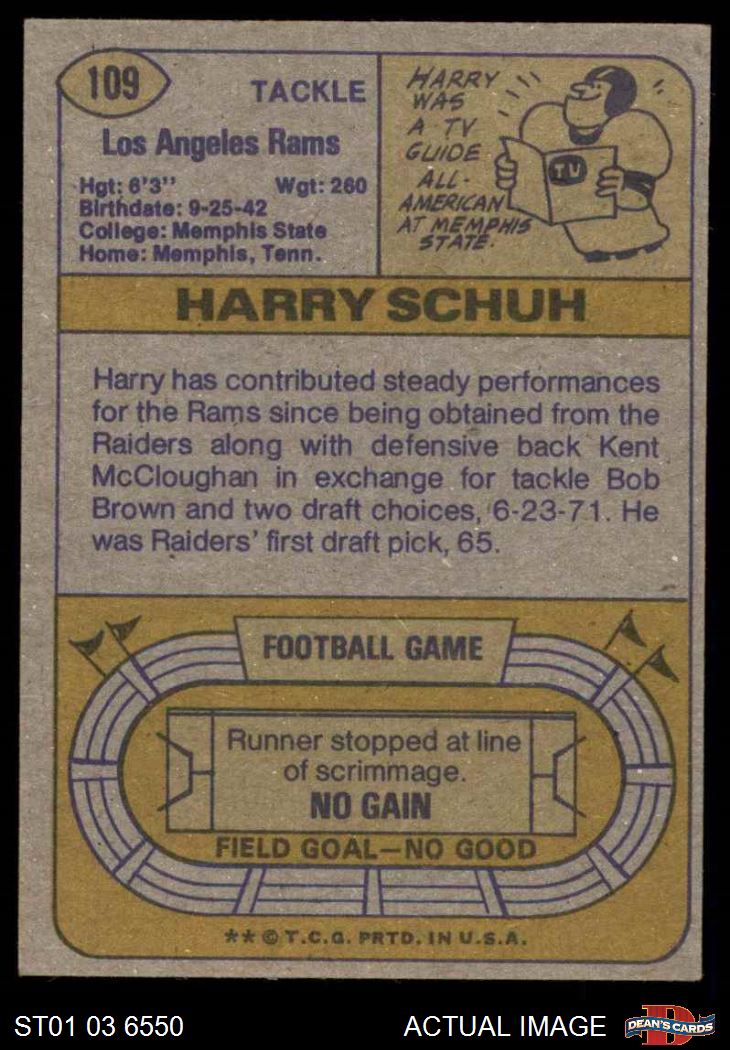 109
TACKLE
Los Angeles Rams
Hgt: 6'3" Wgt: 260
Birthdate: 9-25-42
College: Memphis State
Home: Memphis, Tenn.
HARRY
WAS
A TV
GUIDE
ALL-
AMERICAN
AT MEMPHIS
STATE.
TV
HARRY SCHUH
Harry has contributed steady performances
for the Rams since being obtained from the
Raiders along with defensive back Kent
McCloughan in exchange for tackle Bob
Brown and two draft choices, 6-23-71. He
was Raiders' first draft pick, 65.
FOOTBALL GAME
Runner stopped at line
of scrimmage.
NO GAIN
FIELD GOAL—NO GOOD
** © T.C.G. PRTD. IN U.S.A.
ST01 03 6550 ACTUAL IMAGE
DEAN'S CARDS